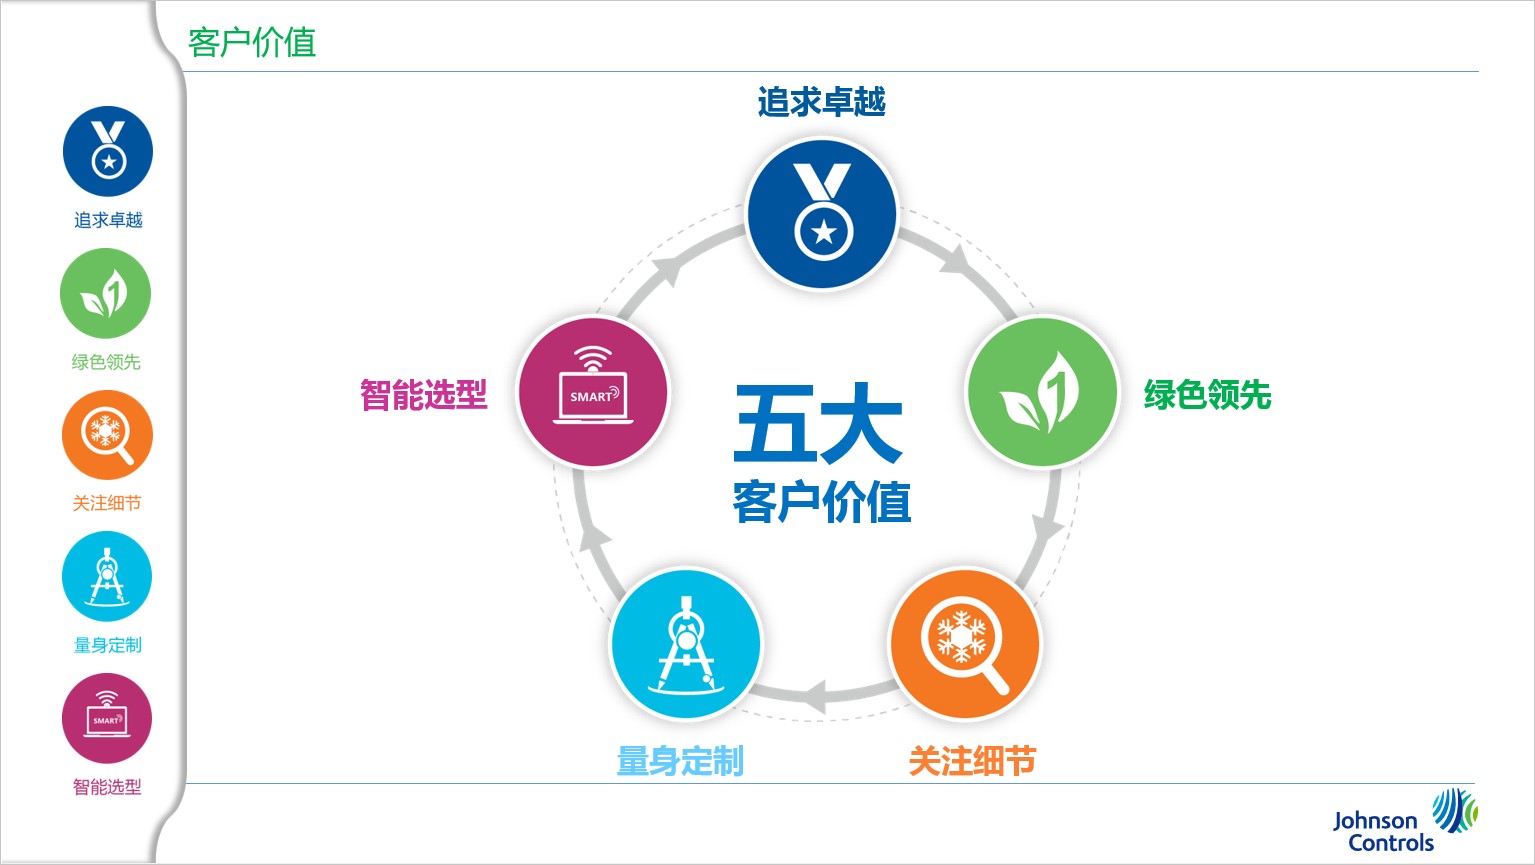 客户价值
追求卓越
绿色领先
关注细节
量身定制
SMART
智能选型
追求卓越
1
绿色领先
SMART
智能选型
五大
客户价值
量身定制
关注细节
1
Johnson
Controls